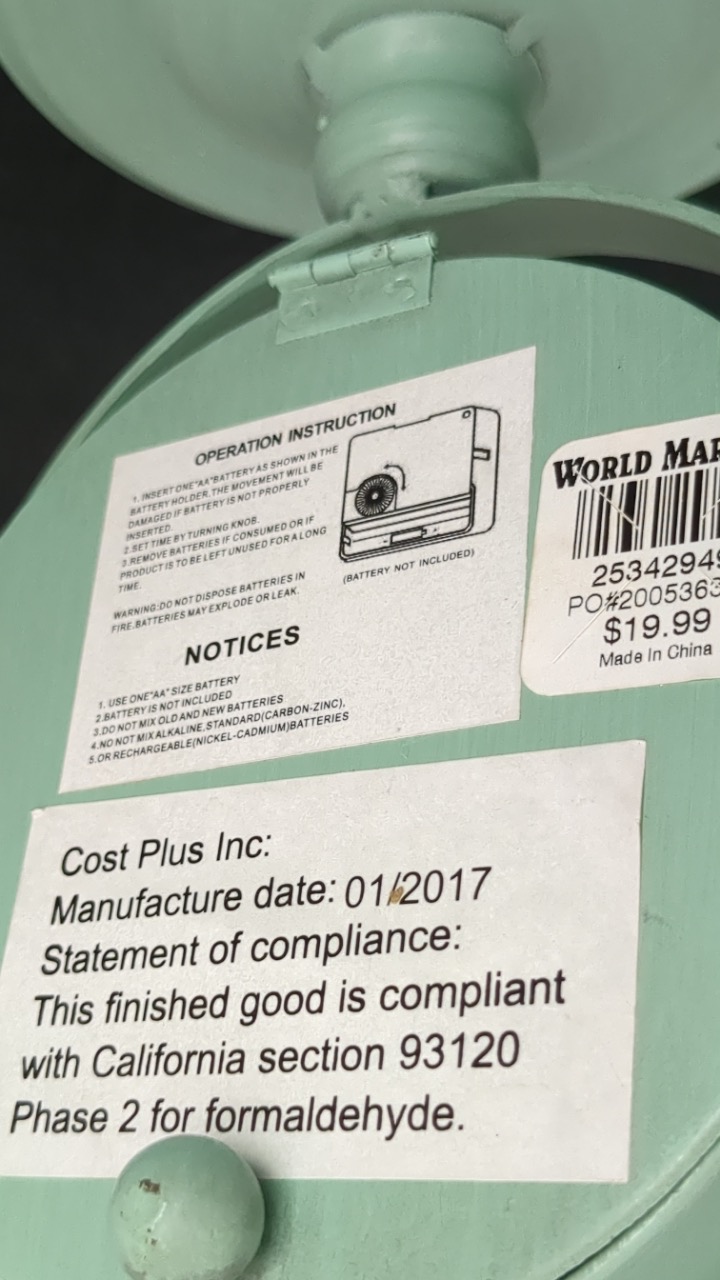 OPERATION INSTRUCTION
1. INSERT ONE"AA"BATTERY AS SHOWN IN THE
BATTERY HOLDER.THE MOVEMENT WILL BE
DAMAGED IF BATTERY IS NOT PROPERLY
INSERTED.
2.SET TIME BY TURNING KNOB.
3.REMOVE BATTERIES IF CONSUMED OR IF
PRODUCT IS TO BE LEFT UNUSED FOR A LONG
TIME.
WARNING:DO NOT DISPOSE BATTERIES IN
FIRE.BATTERIES MAY EXPLODE OR LEAK.
(BATTERY NOT INCLUDED)
NOTICES
1. USE ONE"AA" SIZE BATTERY
2.BATTERY IS NOT INCLUDED
3.DO NOT MIX OLD AND NEW BATTERIES
4.NO NOT MIX ALKALINE,STANDARD(CARBON-ZINC),
5.OR RECHARGEABLE(NICKEL-CADMIUM)BATTERIES
WORLD MAR
2534294
PO#2005363
$19.99
Made In China
Cost Plus Inc:
Manufacture date: 01/2017
Statement of compliance:
This finished good is compliant
with California section 93120
Phase 2 for formaldehyde.